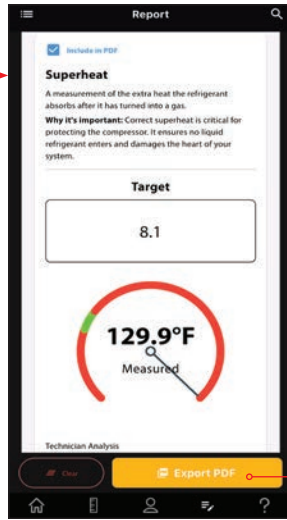 Report
Include in PDF
Superheat
A measurement of the extra heat the refrigerant
absorbs after it has turned into a gas.
Why it's important: Correct superheat is critical for
protecting the compressor. It ensures no liquid
refrigerant enters and damages the heart of your
system.
Target
8.1
129.9°F
Measured
Technician Analysis
Clear
Export PDF
?